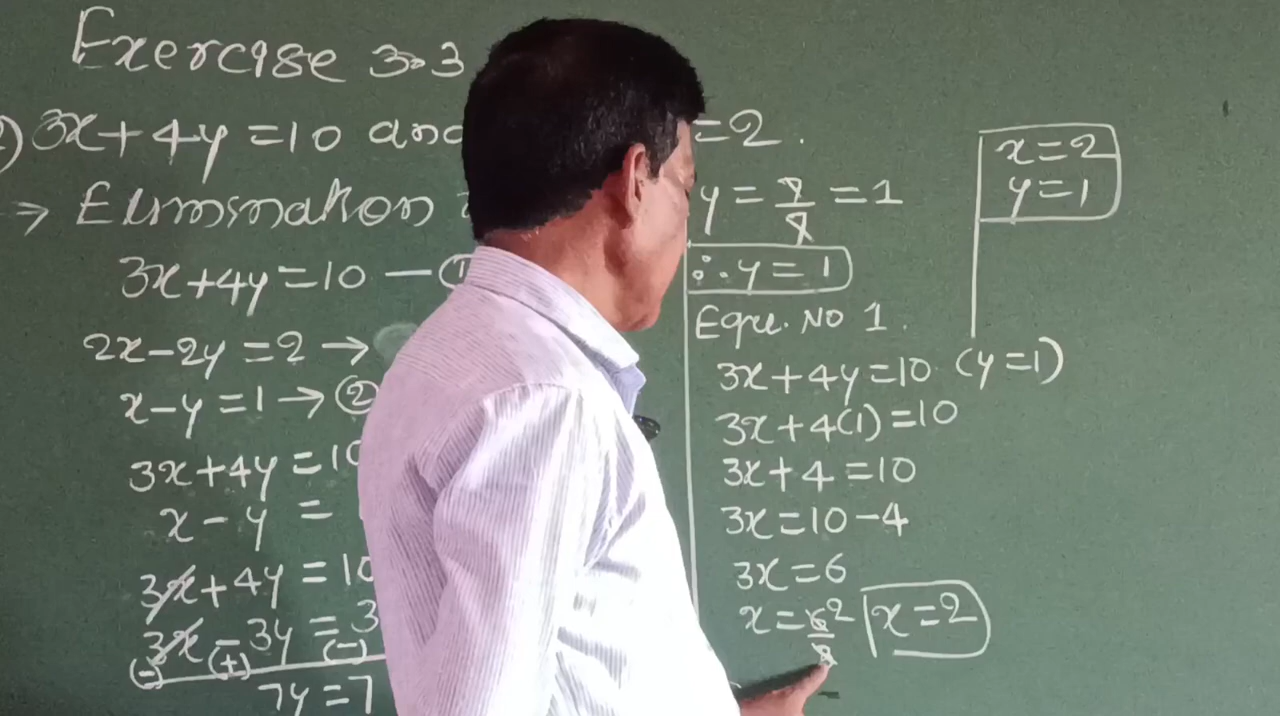 Exercise 3.3
) 3x+4y=10 and =2.
⇒ Elimination
3x+4y=10 — ①
2x-2y=2 →
x-y=1 → ②
3x+4y=10
x-y=
3x+4y=10
3x-3y=3
(-) (+) (-)
7y=7
y=7/7=1
∴ y=1
Equ. No 1.
3x+4y=10 (y=1)
3x+4(1)=10
3x+4=10
3x=10-4
3x=6
x=6/3 2 x=2
x=2
y=1